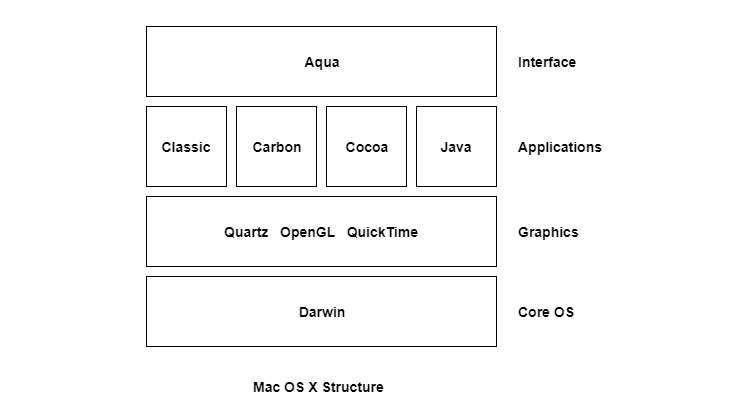 Aqua Interface
Classic Carbon Cocoa Java Applications
Quartz OpenGL QuickTime Graphics
Darwin Core OS
Mac OS X Structure